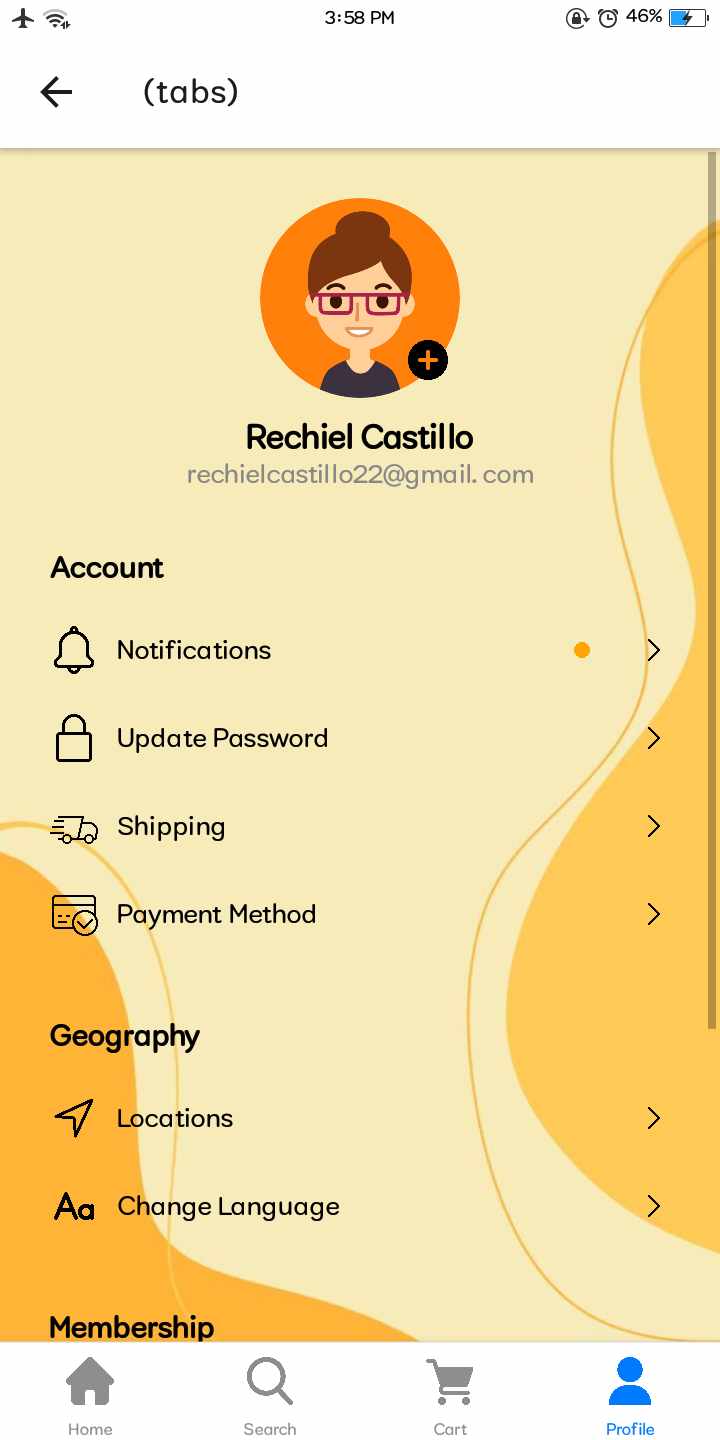 3:58 PM
46%
(tabs)
Rechiel Castillo
rechielcastillo22@gmail.com
Account
Notifications
Update Password
Shipping
Payment Method
Geography
Locations
Aa Change Language
Membership
Home Search Cart Profile